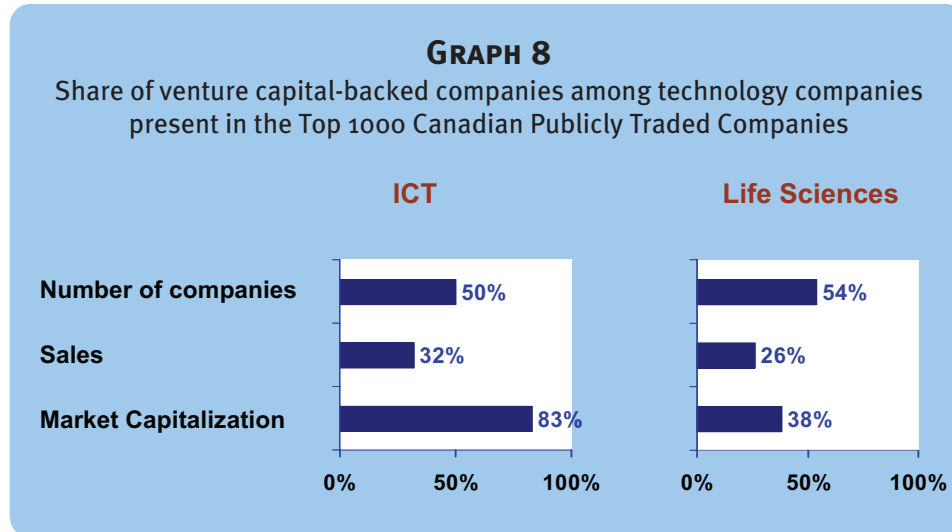 GRAPH 8
Share of venture capital-backed companies among technology companies
present in the Top 1000 Canadian Publicly Traded Companies
ICT
Life Sciences
Number of companies
50%
54%
Sales
32%
26%
Market Capitalization
83%
38%
0% 50% 100%
0% 50% 100%